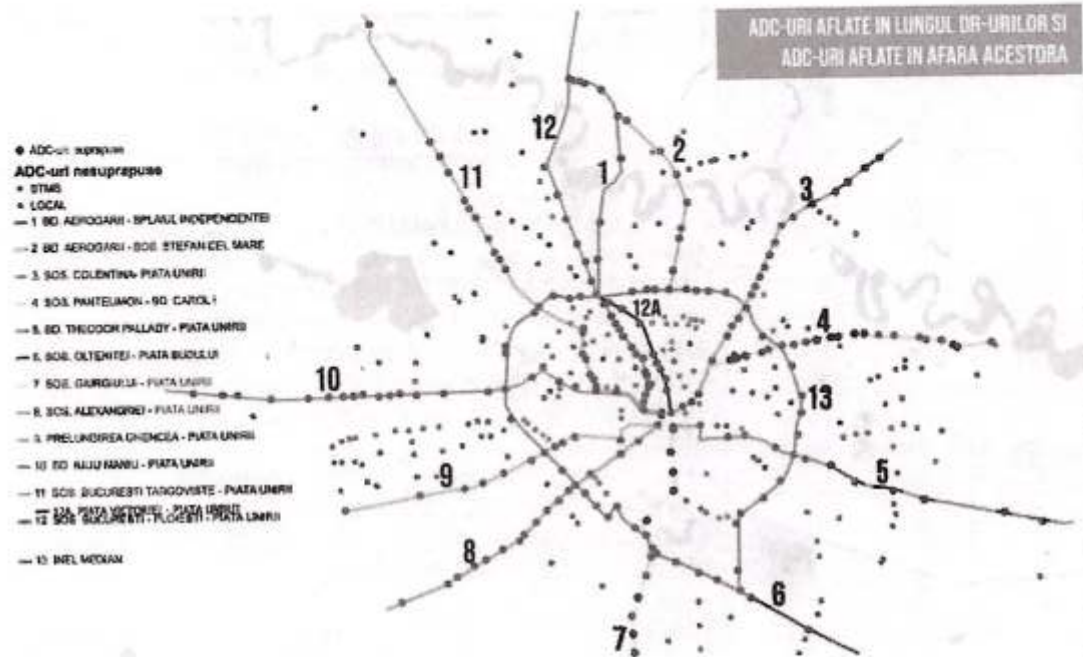 ADC-URI AFLATE IN LUNGUL DR-URILOR SI
ADC-URI AFLATE IN AFARA ACESTORA
ADC-uri suprapuse
ADC-uri nesuprapuse
STMB
LOCAL
1 BD. AEROGARII - SPLAIUL INDEPENDENTEI
2 BD. AEROGARII - SOS. STEFAN CEL MARE
3 SOS. COLENTINA - PIATA UNIRII
4 SOS. PANTELIMON - BD. CAROL I
5 BD. THEODOR PALLADY - PIATA UNIRII
6 SOS. OLTENITEI - PIATA SUDULUI
7 SOS. GIURGIULUI - PIATA UNIRII
8 SOS. ALEXANDRIEI - PIATA UNIRII
9 PRELUNGIREA GHENCEA - PIATA UNIRII
10 BD. IULIU MANIU - PIATA UNIRII
11 SOS. BUCURESTI TARGOVISTE - PIATA UNIRII
12A PIATA VICTORIEI - PIATA UNIRII
12 SOS. BUCURESTI - PLOIESTI - PIATA UNIRII
13 INEL MEDIAN
12
1
2
11
3
12A
4
10
13
9
5
8
6
7